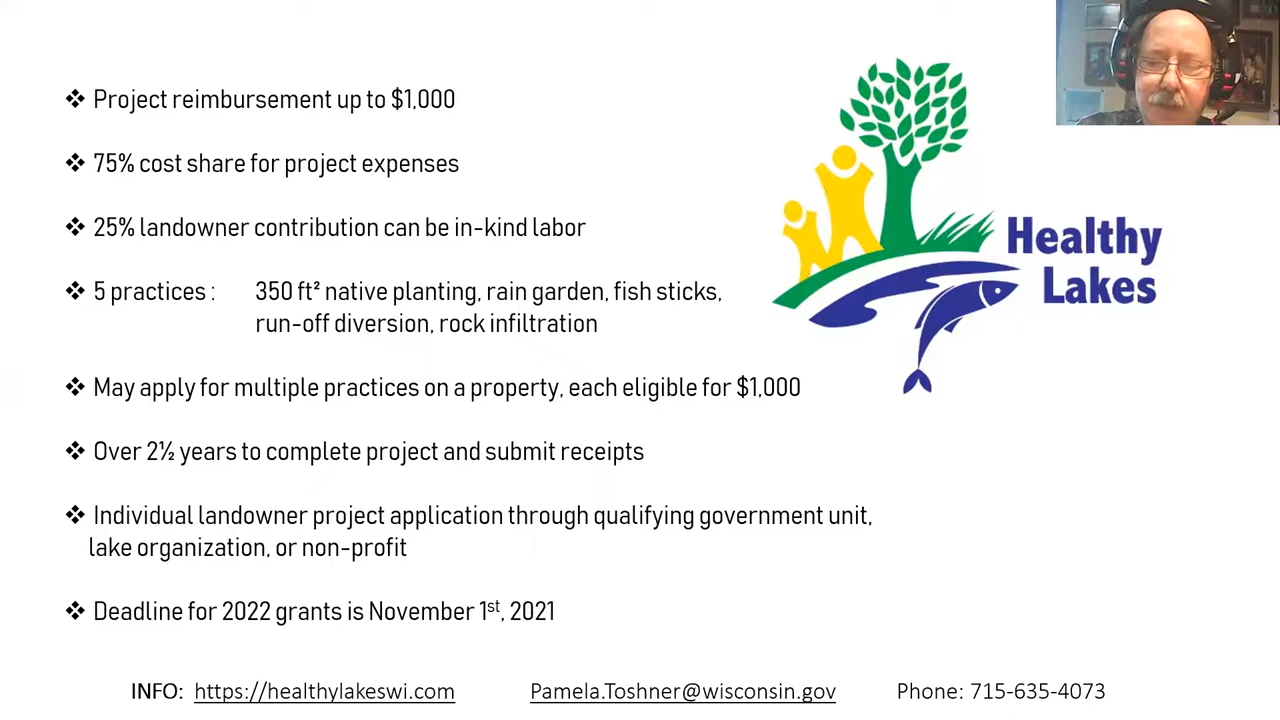 ❖ Project reimbursement up to $1,000
❖ 75% cost share for project expenses
❖ 25% landowner contribution can be in-kind labor
❖ 5 practices : 350 ft² native planting, rain garden, fish sticks,
run-off diversion, rock infiltration
❖ May apply for multiple practices on a property, each eligible for $1,000
❖ Over 2½ years to complete project and submit receipts
❖ Individual landowner project application through qualifying government unit,
lake organization, or non-profit
❖ Deadline for 2022 grants is November 1st, 2021
Healthy
Lakes
INFO: https://healthylakeswi.com Pamela.Toshner@wisconsin.gov Phone: 715-635-4073